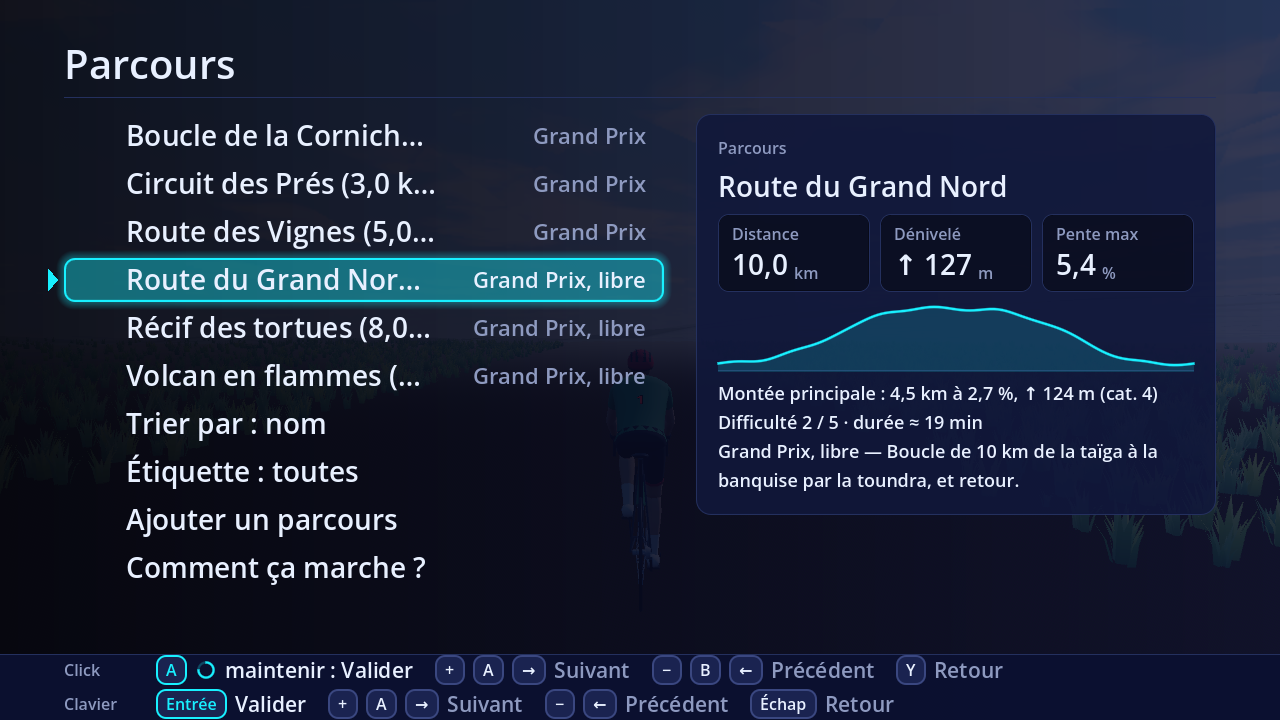 Parcours
Boucle de la Cornich... Grand Prix
Circuit des Prés (3,0 k... Grand Prix
Route des Vignes (5,0... Grand Prix
Route du Grand Nor... Grand Prix, libre
Récif des tortues (8,0... Grand Prix, libre
Volcan en flammes (... Grand Prix, libre
Trier par : nom
Étiquette : toutes
Ajouter un parcours
Comment ça marche ?
Parcours
Route du Grand Nord
Distance Dénivelé Pente max
10,0 km ↑ 127 m 5,4 %
Montée principale : 4,5 km à 2,7 %, ↑ 124 m (cat. 4)
Difficulté 2 / 5 · durée ≈ 19 min
Grand Prix, libre — Boucle de 10 km de la taïga à la
banquise par la toundra, et retour.
Click A maintenir : Valider + A → Suivant − B ← Précédent Y Retour
Clavier Entrée Valider + A → Suivant − ← Précédent Échap Retour